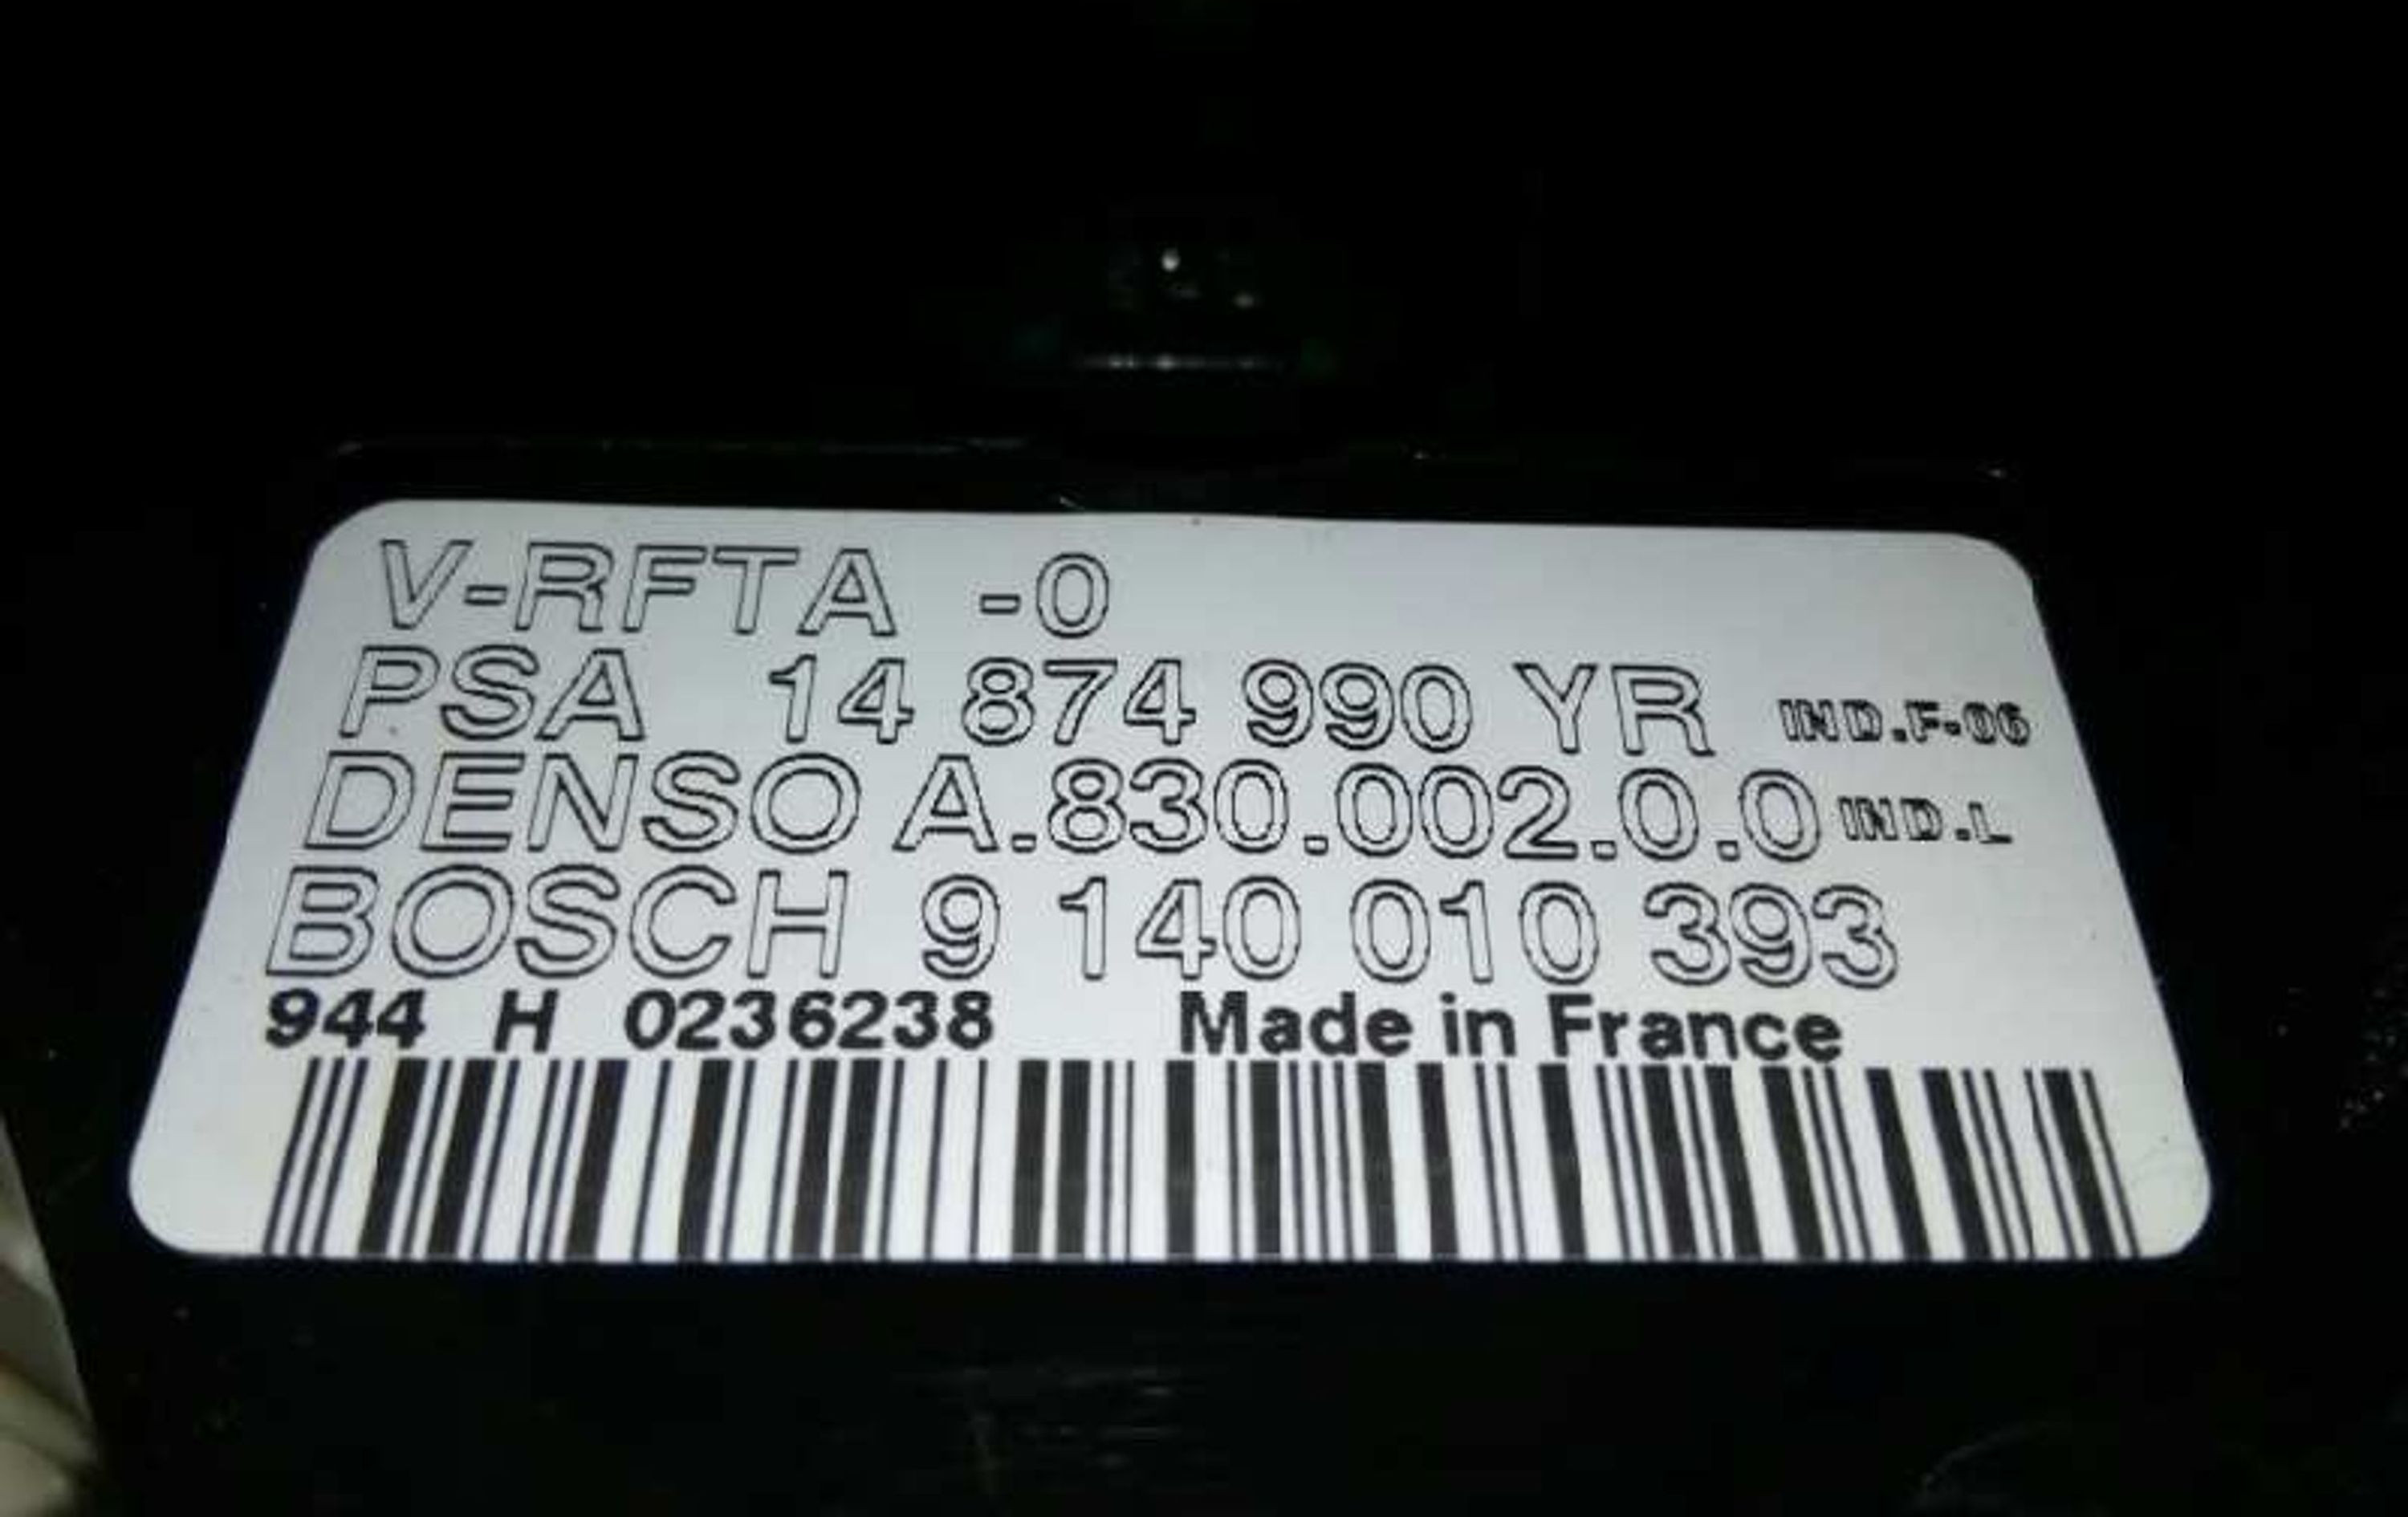 V-RFTA -0
PSA 14 874 990 YR IND.F-06
DENSO A.830.002.0.0 IND.L
BOSCH 9 140 010 393
944 H 0236238 Made in France